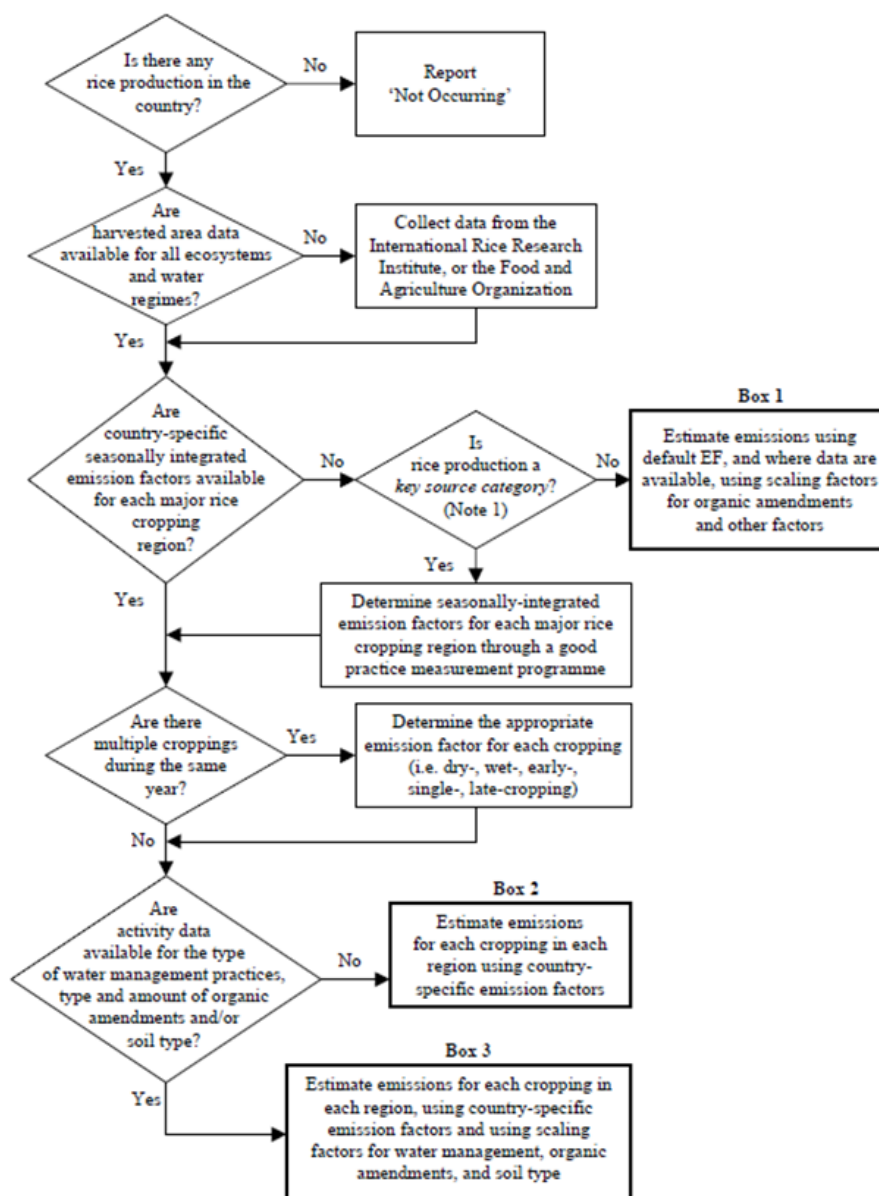 Is there any
rice production in the
country?
No
Report
‘Not Occurring’
Yes
Are
harvested area data
available for all ecosystems
and water
regimes?
No
Collect data from the
International Rice Research
Institute, or the Food and
Agriculture Organization
Yes
Are
country-specific
seasonally integrated
emission factors available
for each major rice
cropping
region?
No
Is
rice production a
key source category?
(Note 1)
No
Box 1
Estimate emissions using
default EF, and where data are
available, using scaling factors
for organic amendments
and other factors
Yes
Yes
Determine seasonally-integrated
emission factors for each major rice
cropping region through a good
practice measurement programme
Are there
multiple croppings
during the same
year?
Yes
Determine the appropriate
emission factor for each cropping
(i.e. dry-, wet-, early-,
single-, late-cropping)
No
Are
activity data
available for the type
of water management practices,
type and amount of organic
amendments and/or
soil type?
No
Box 2
Estimate emissions
for each cropping in each
region using country-
specific emission factors
Yes
Box 3
Estimate emissions for each cropping in
each region, using country-specific
emission factors and using scaling
factors for water management, organic
amendments, and soil type